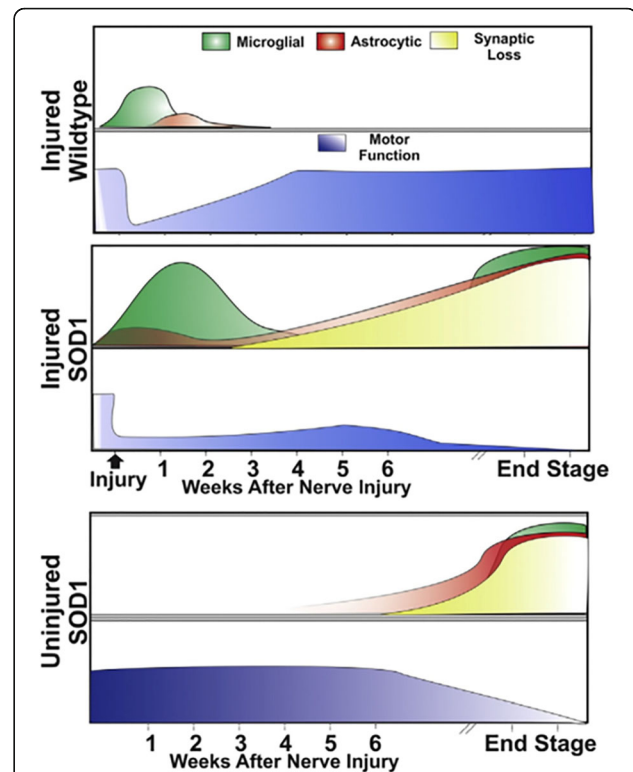 Microglial Astrocytic Synaptic
Loss
Injured
Wildtype
Motor
Function
Injured
SOD1
Injury 1 2 3 4 5 6 End Stage
Weeks After Nerve Injury
Uninjured
SOD1
1 2 3 4 5 6 End Stage
Weeks After Nerve Injury